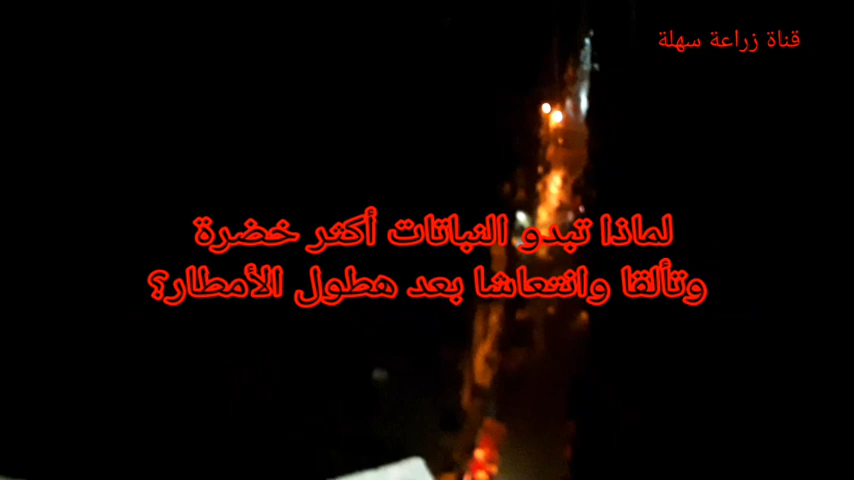 قناة زراعة سهلة
لماذا تبدو النباتات أكثر خضرة
وتألقا وانتعاشا بعد هطول الأمطار؟